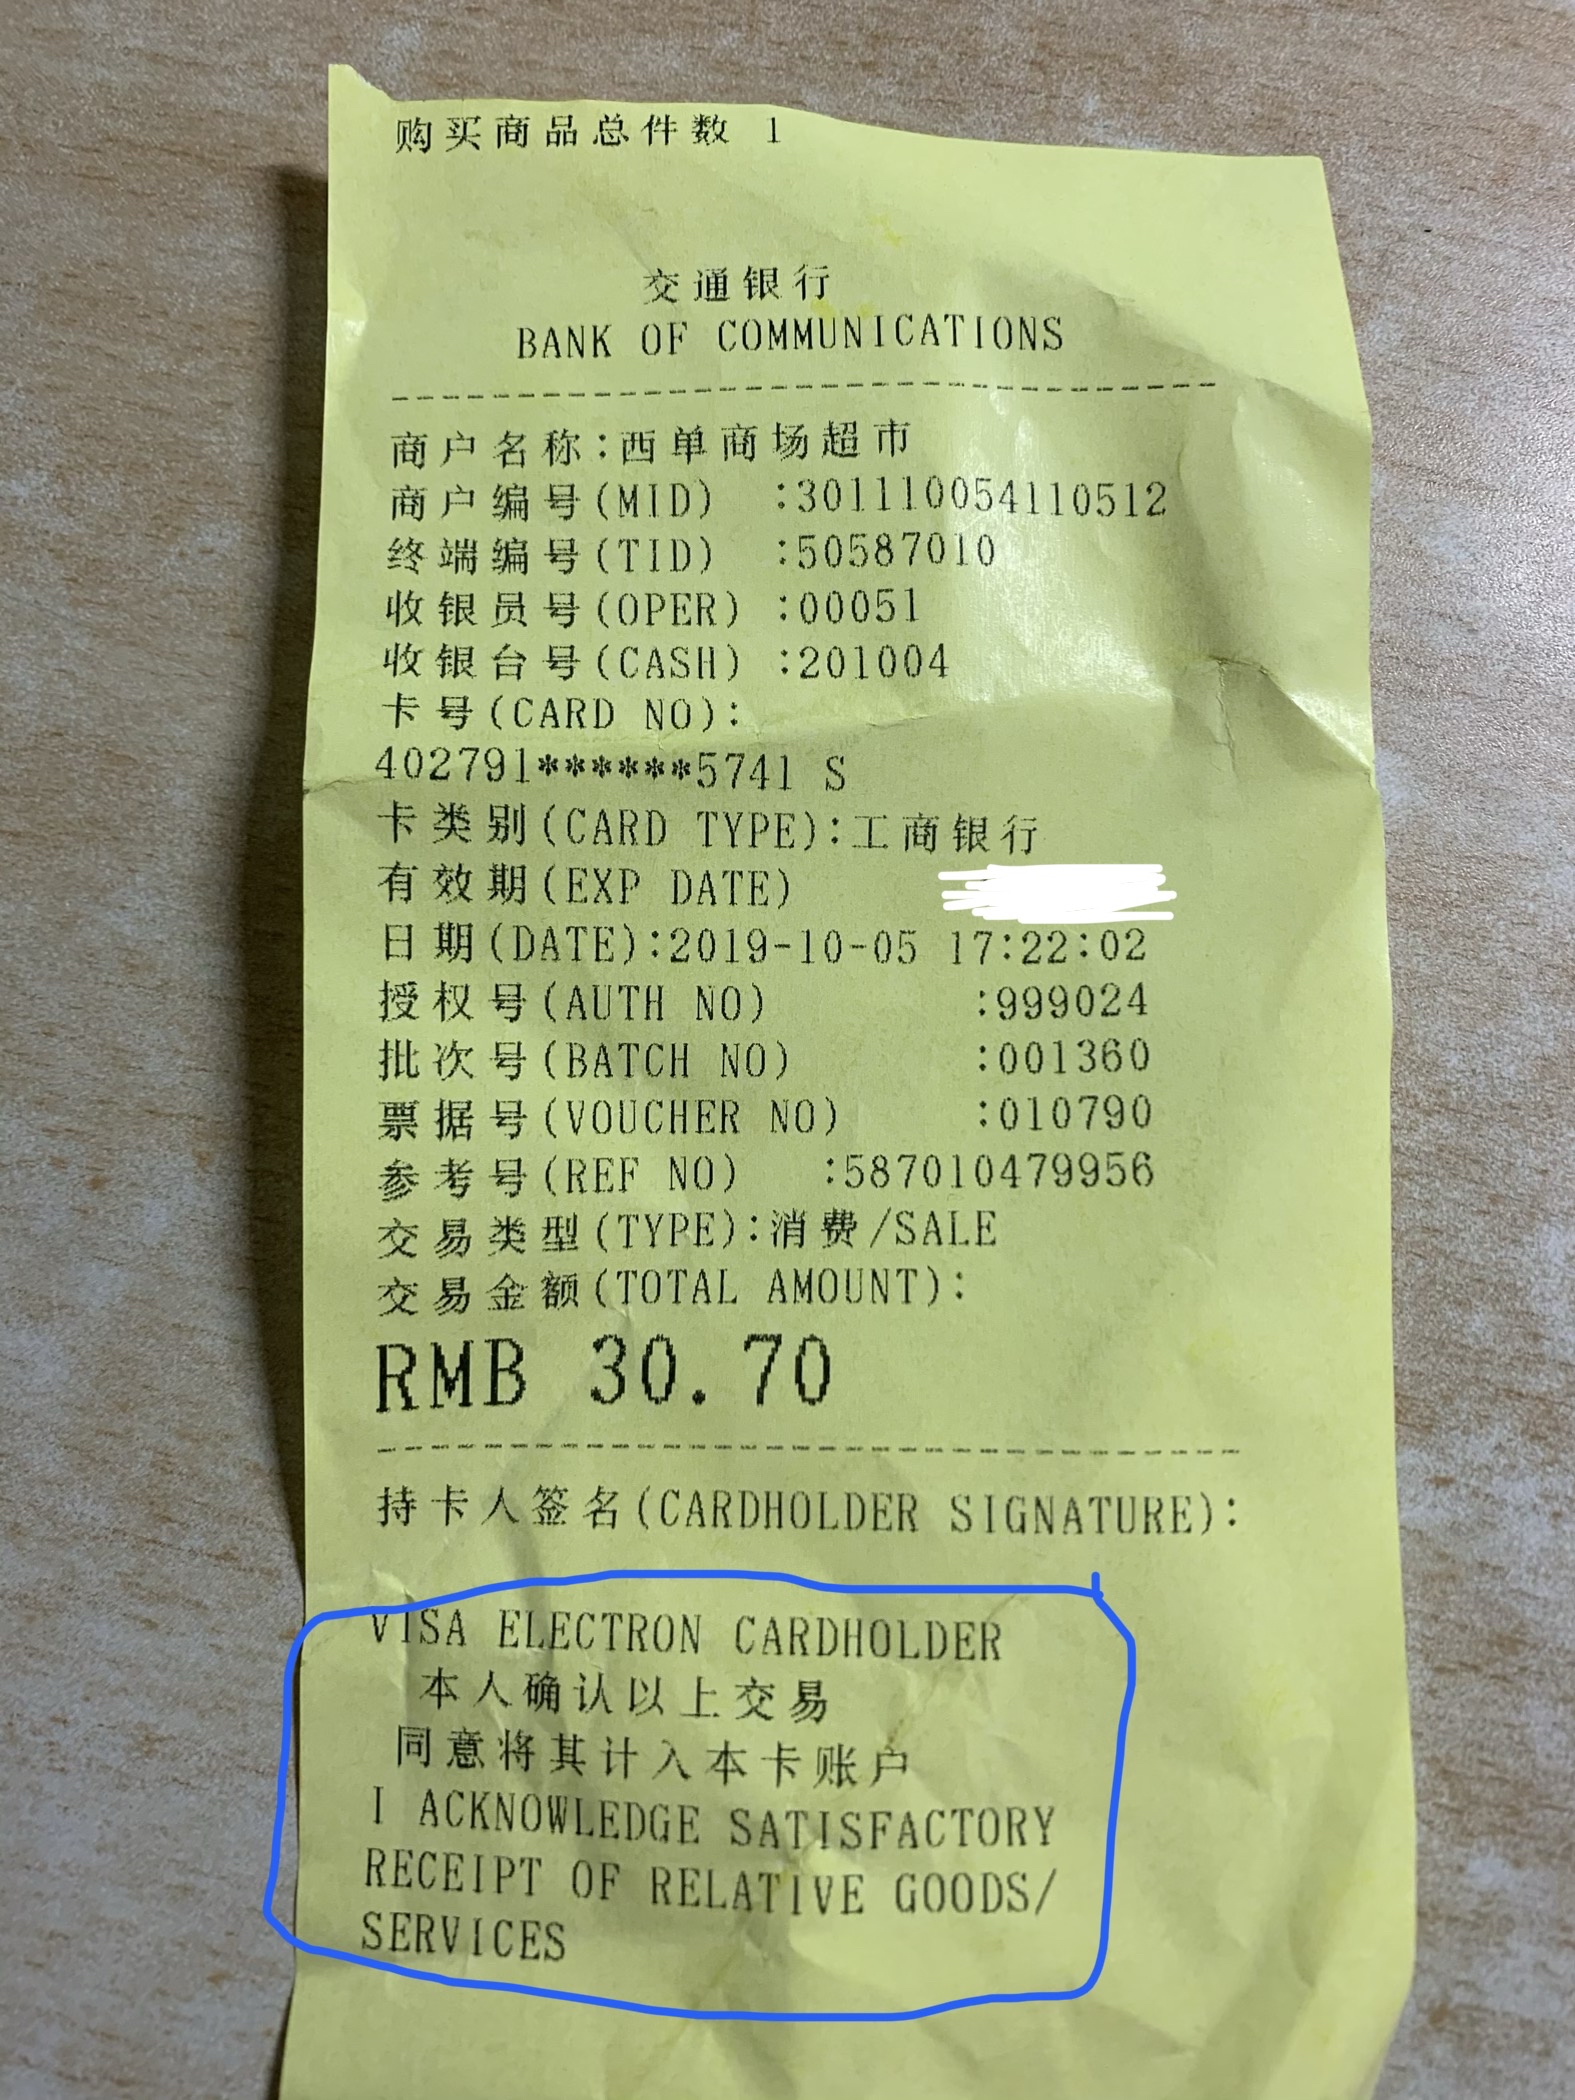 购买商品总件数 1
交通银行
BANK OF COMMUNICATIONS
商户名称:西单商场超市
商户编号(MID) :301110054110512
终端编号(TID) :50587010
收银员号(OPER) :00051
收银台号(CASH) :201004
卡号(CARD NO):
402791******5741 S
卡类别(CARD TYPE):工商银行
有效期(EXP DATE)
日期(DATE):2019-10-05 17:22:02
授权号(AUTH NO) :999024
批次号(BATCH NO) :001360
票据号(VOUCHER NO) :010790
参考号(REF NO) :587010479956
交易类型(TYPE):消费/SALE
交易金额(TOTAL AMOUNT):
RMB 30.70
持卡人签名(CARDHOLDER SIGNATURE):
VISA ELECTRON CARDHOLDER
本人确认以上交易
同意将其计入本卡账户
I ACKNOWLEDGE SATISFACTORY
RECEIPT OF RELATIVE GOODS/
SERVICES